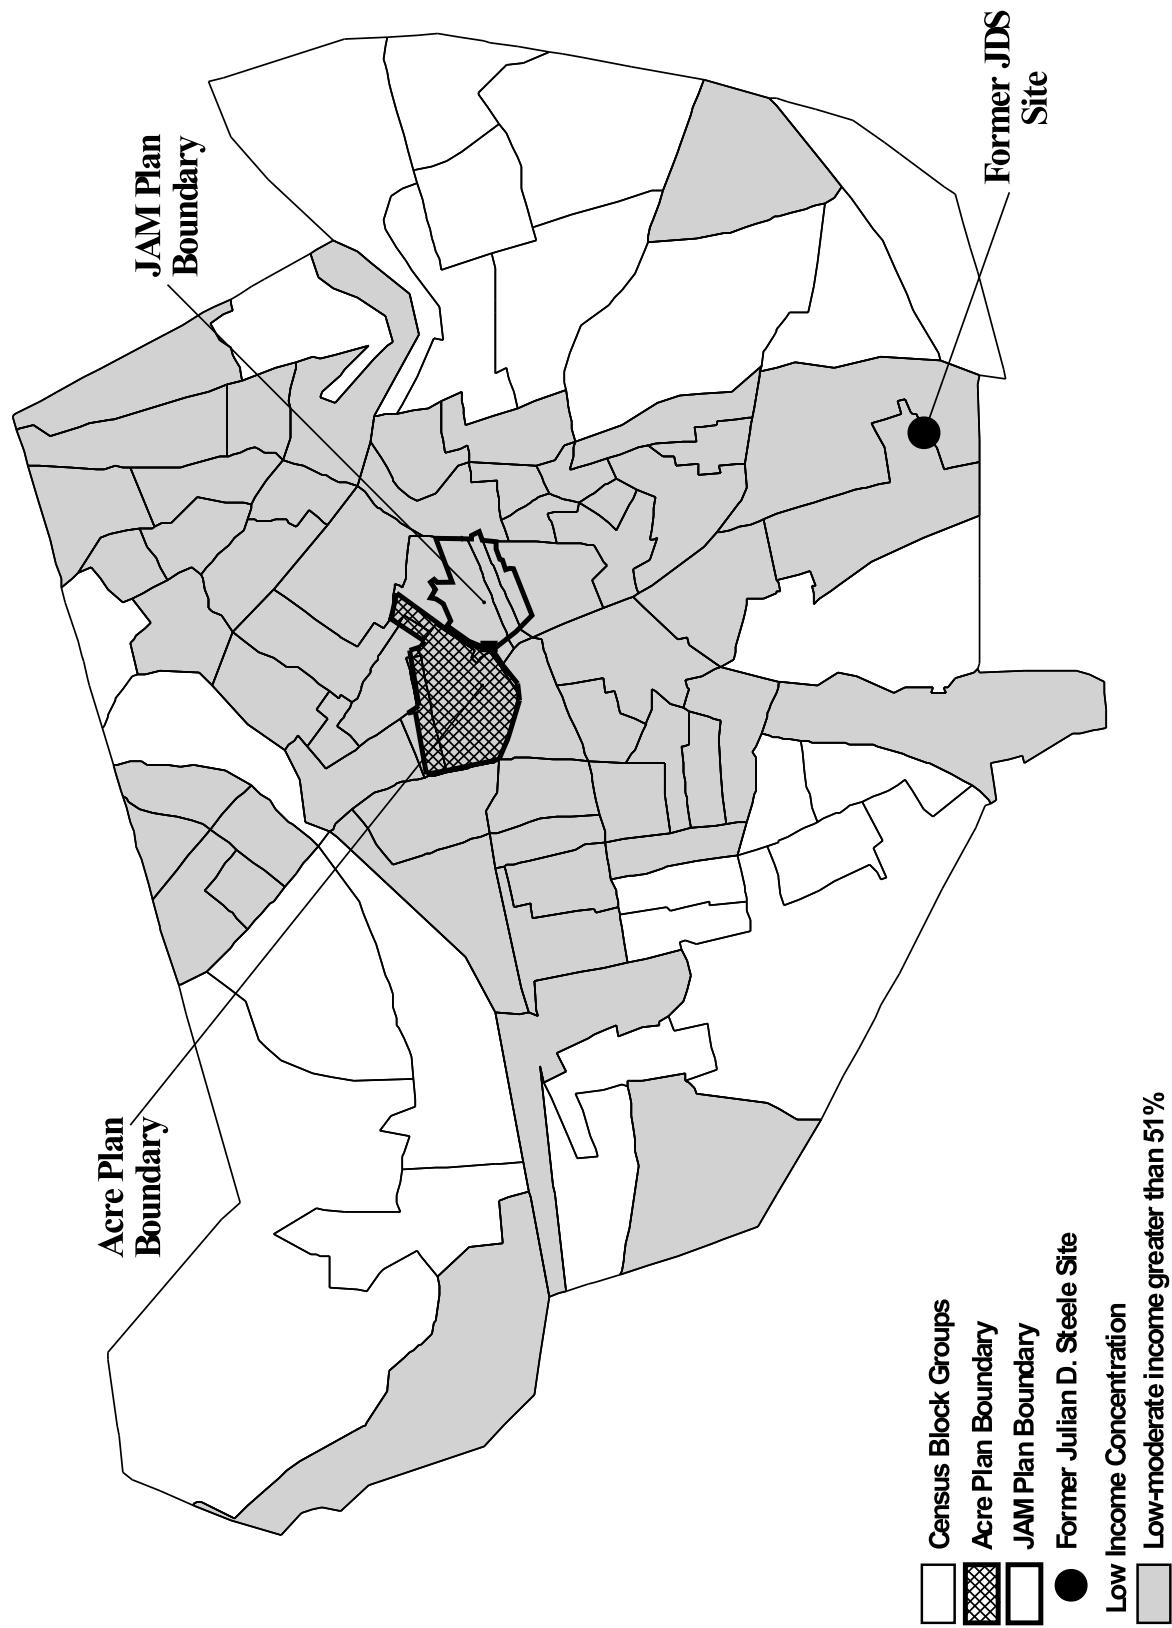 JAM Plan
Boundary
Former JDS
Site
Acre Plan
Boundary
Census Block Groups
Acre Plan Boundary
JAM Plan Boundary
Former Julian D. Steele Site
Low Income Concentration
Low-moderate income greater than 51%